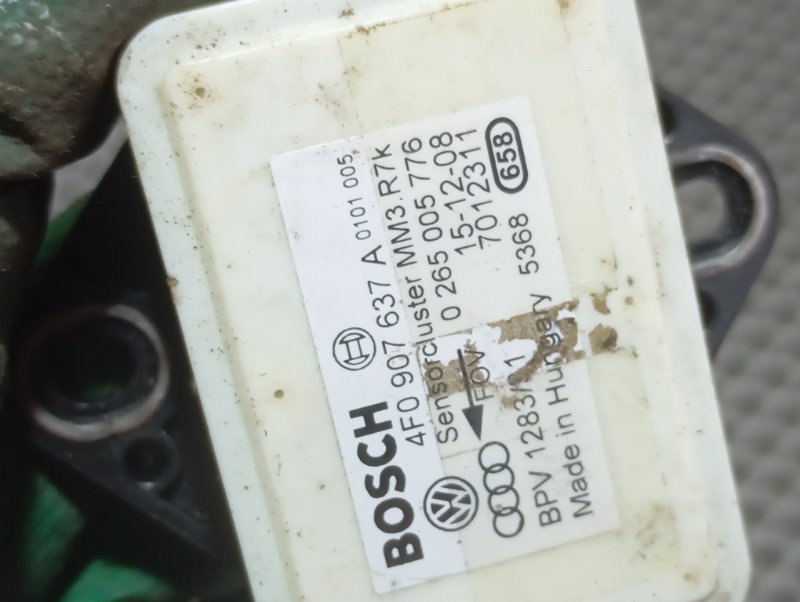 BOSCH
4F0 907 637 A 0101 005
Sensorcluster MM3.R7K
0 265 005 776
15-12-08
FOV 7012311
BPV 1283/ 1 658
Made in Hungary 5368